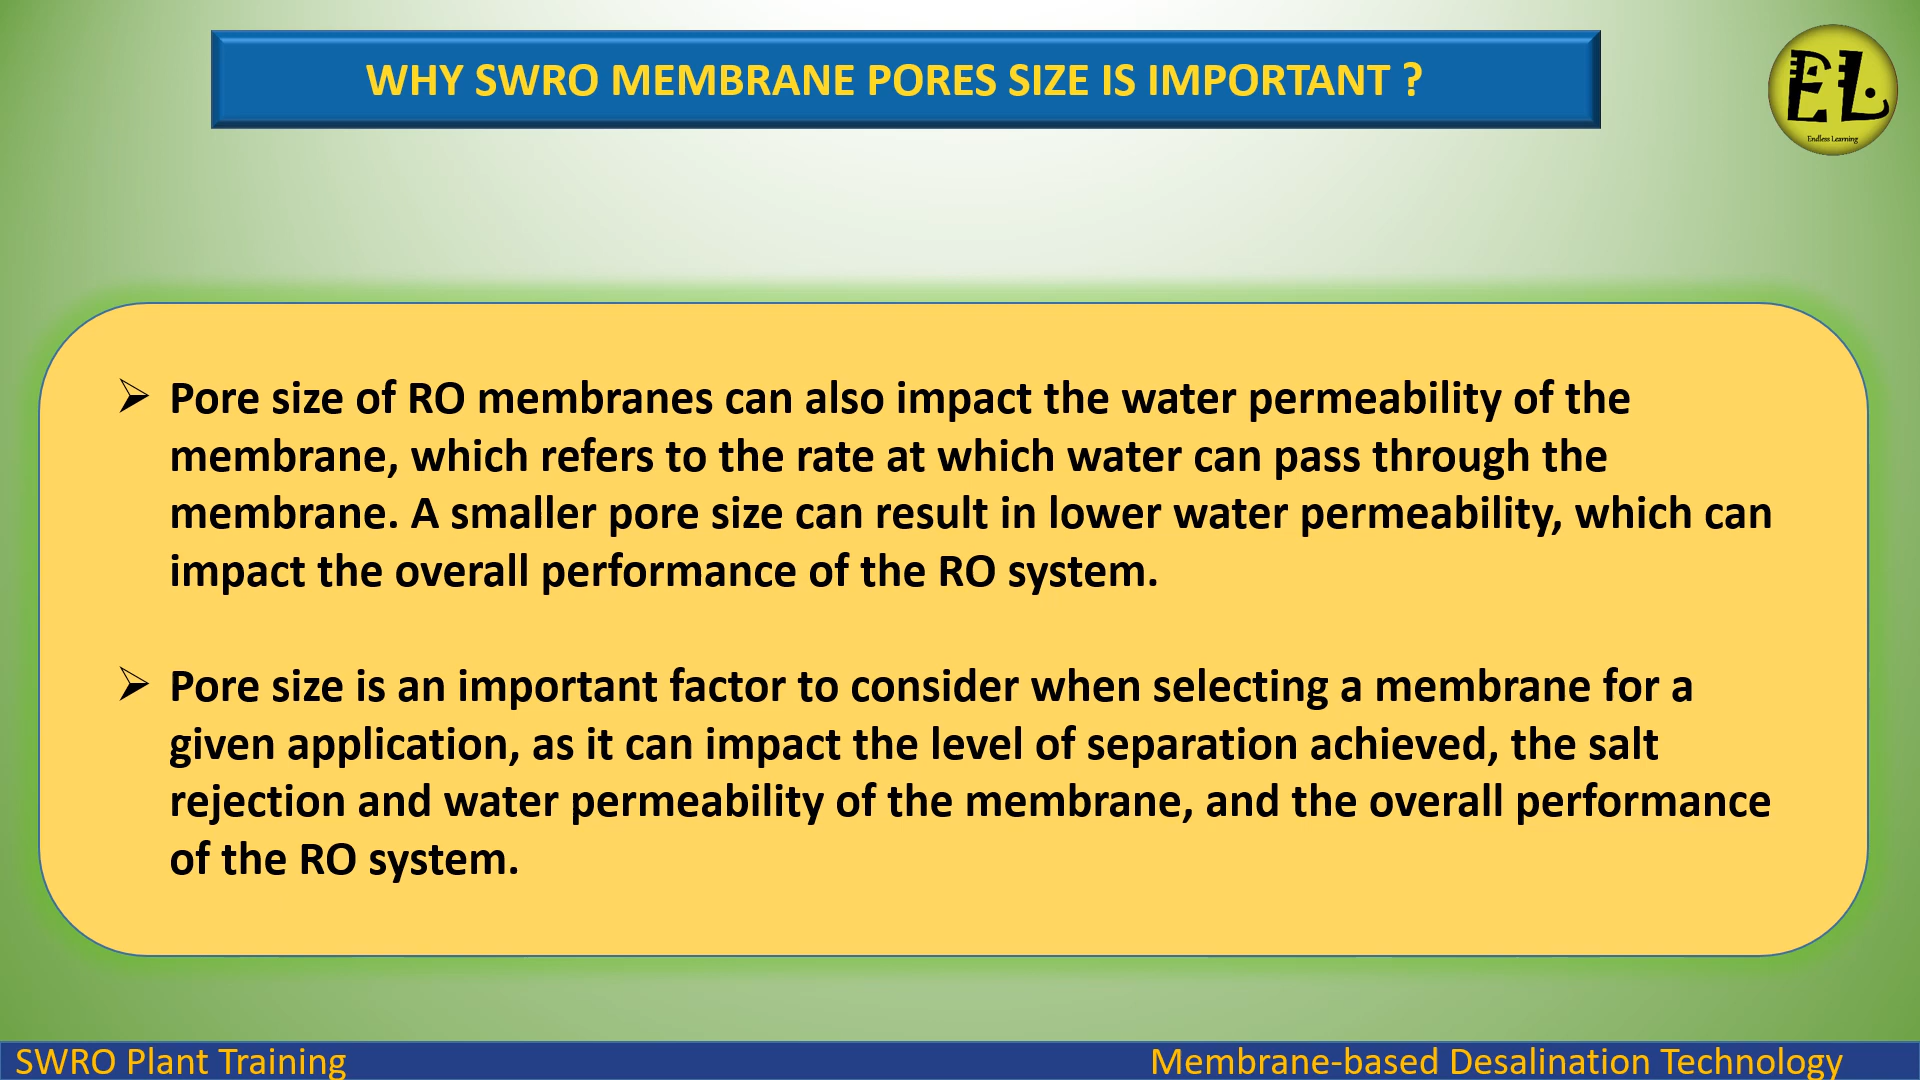 WHY SWRO MEMBRANE PORES SIZE IS IMPORTANT ?
EL
Endless Learning
➢ Pore size of RO membranes can also impact the water permeability of the
membrane, which refers to the rate at which water can pass through the
membrane. A smaller pore size can result in lower water permeability, which can
impact the overall performance of the RO system.
➢ Pore size is an important factor to consider when selecting a membrane for a
given application, as it can impact the level of separation achieved, the salt
rejection and water permeability of the membrane, and the overall performance
of the RO system.
SWRO Plant Training
Membrane-based Desalination Technology